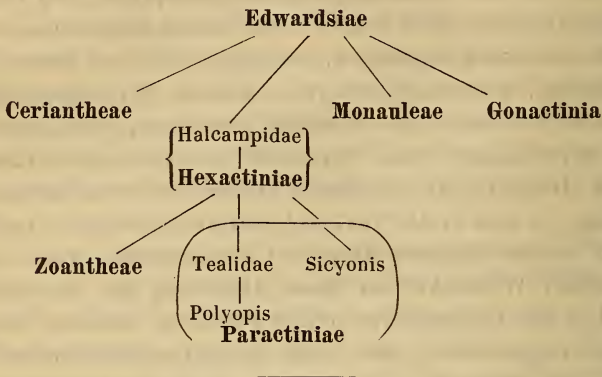 Edwardsiae
Ceriantheae
Monauleae
Gonactinia
Halcampidae
Hexactiniae
Zoantheae
Tealidae
Sicyonis
Polyopis
Paractiniae